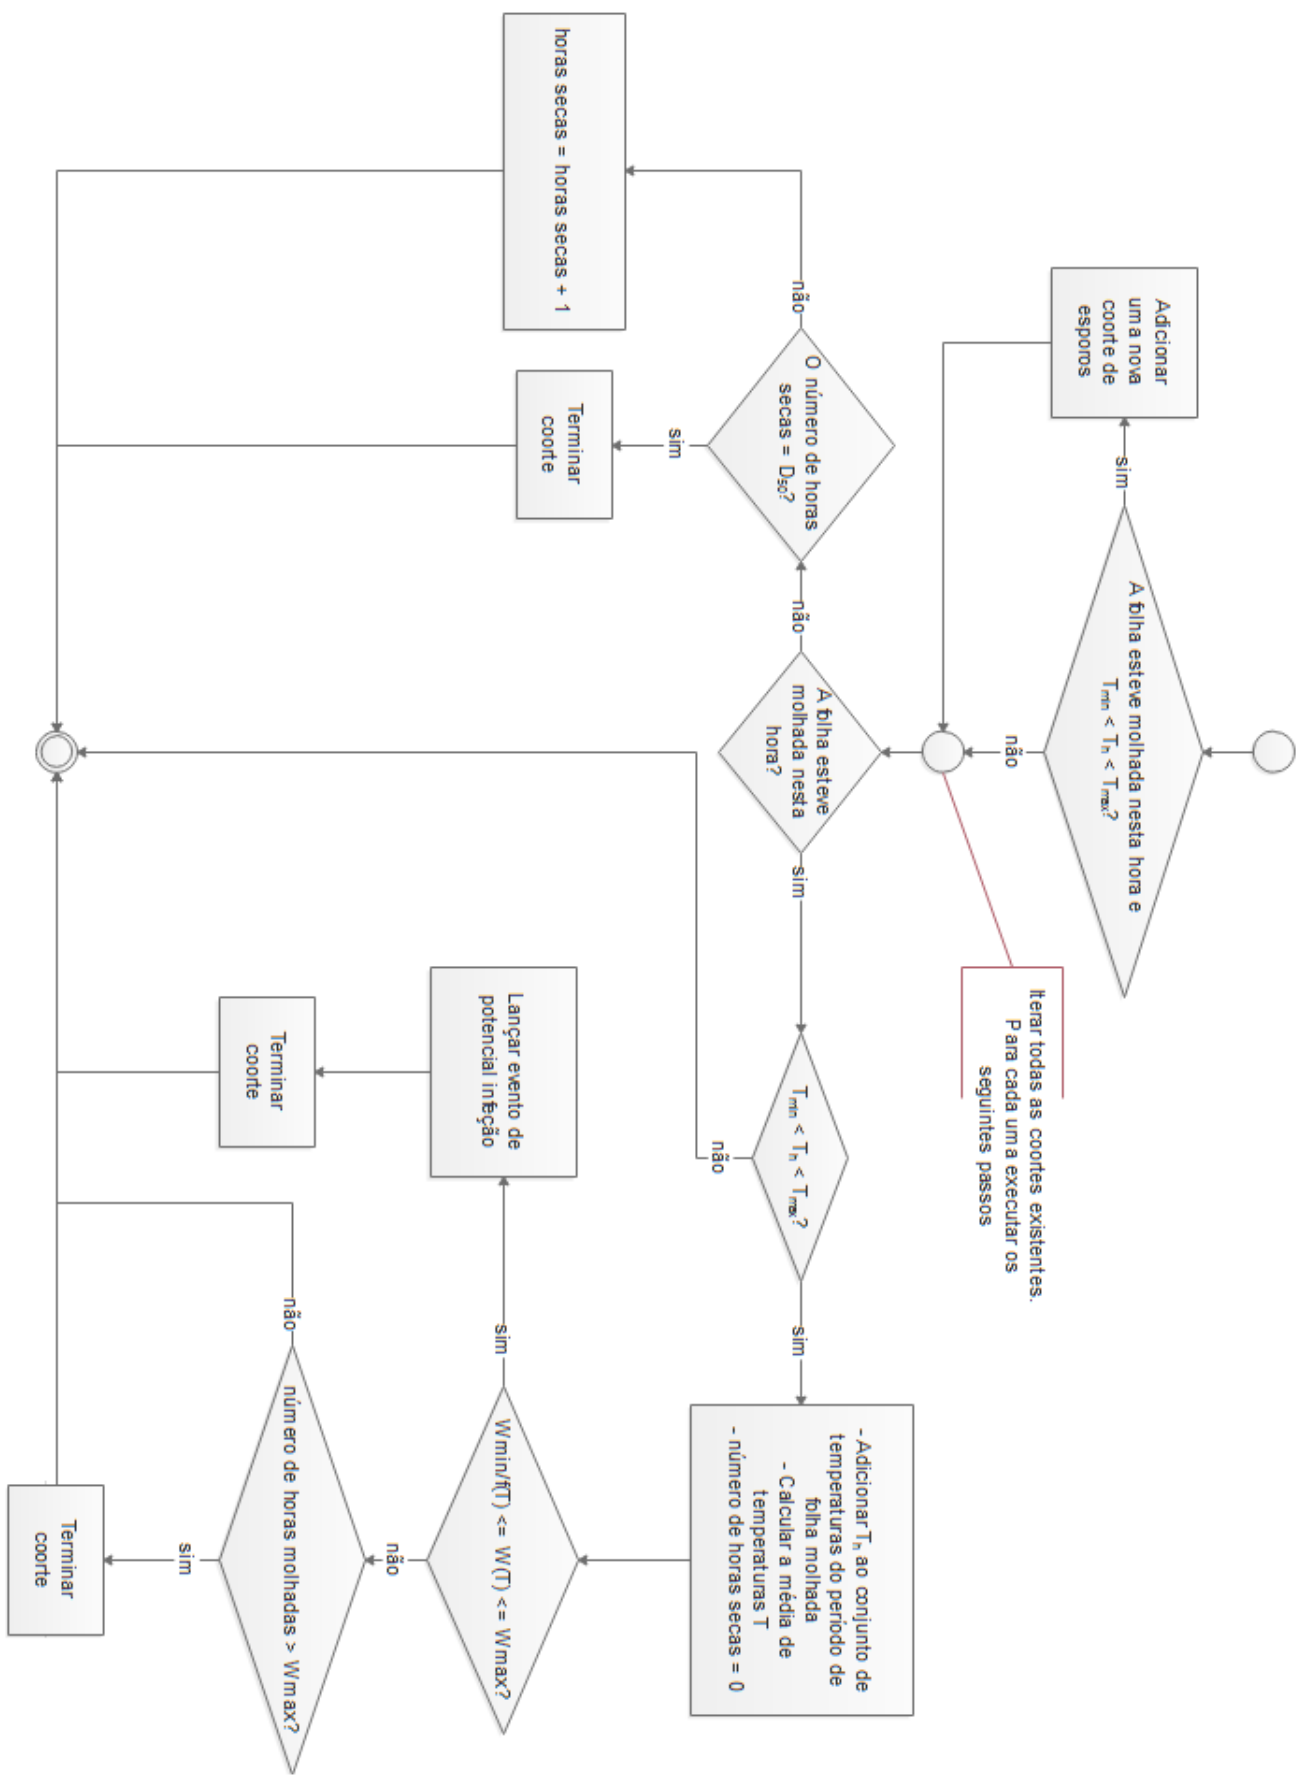 A folha esteve molhada nesta hora e
Tmin < Th < Tmax?
sim
não
Adicionar
uma nova
coorte de
esporos
Iterar todas as coortes existentes.
Para cada uma executar os
seguintes passos
A folha esteve
molhada nesta
hora?
não
sim
O número de horas
secas = D50?
não
sim
horas secas = horas secas + 1
Terminar
coorte
Tmin < Th < Tmax?
não
sim
- Adicionar Th ao conjunto de
temperaturas do período de
folha molhada
- Calcular a média de
temperaturas T
- número de horas secas = 0
Wmin/f(T) <= W(T) <= Wmax?
sim
não
Lançar evento de
potencial infeção
Terminar
coorte
número de horas molhadas > Wmax?
não
sim
Terminar
coorte